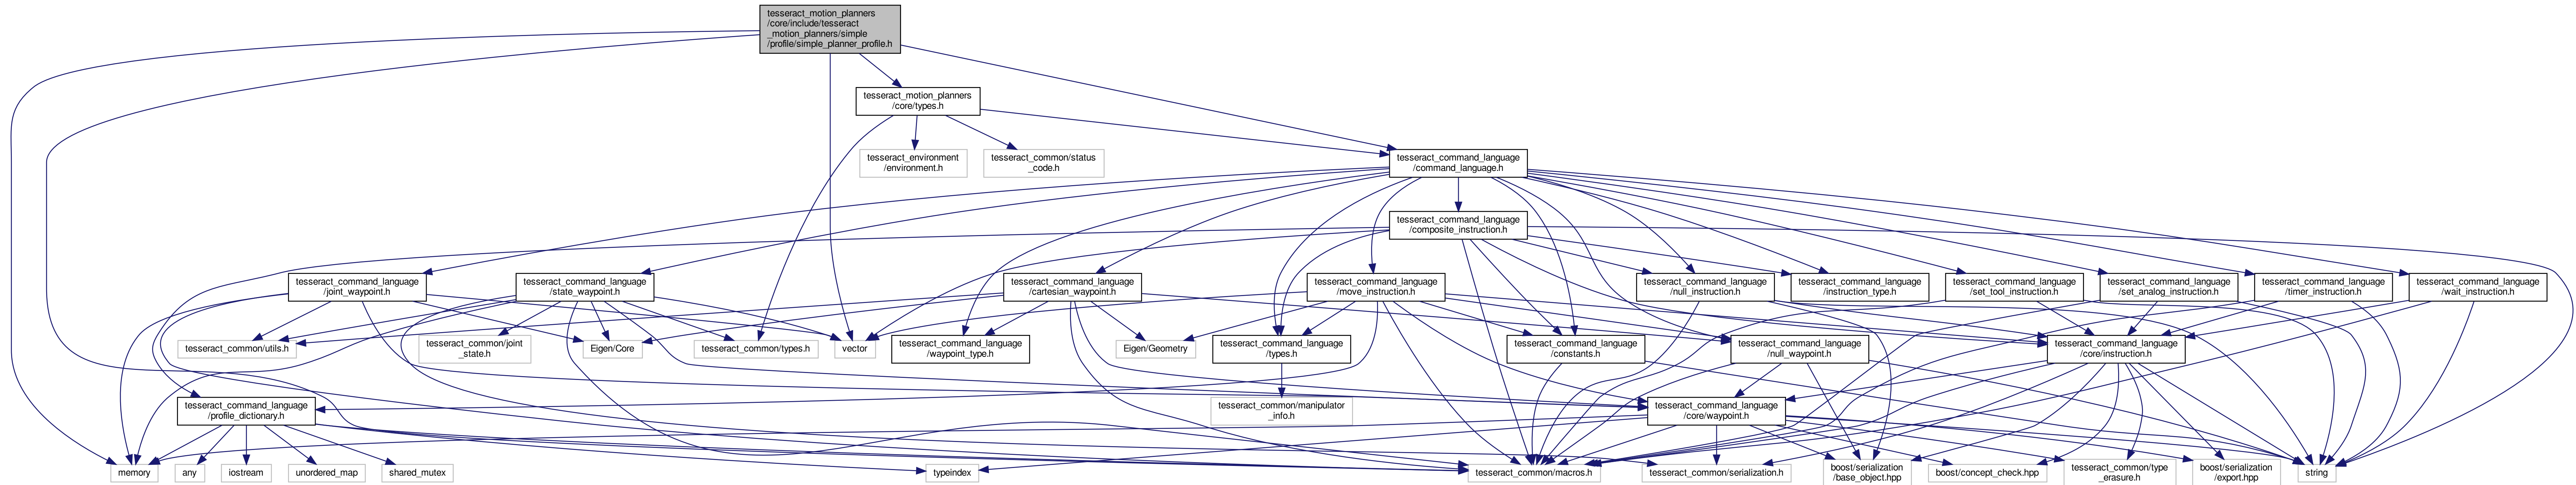 tesseract_motion_planners
/core/include/tesseract
_motion_planners/simple
/profile/simple_planner_profile.h
tesseract_motion_planners
/core/types.h
tesseract_environment
/environment.h
tesseract_common/status
_code.h
tesseract_command_language
/command_language.h
tesseract_command_language
/composite_instruction.h
tesseract_command_language
/joint_waypoint.h
tesseract_command_language
/state_waypoint.h
tesseract_command_language
/cartesian_waypoint.h
tesseract_command_language
/move_instruction.h
tesseract_command_language
/null_instruction.h
tesseract_command_language
/instruction_type.h
tesseract_command_language
/set_tool_instruction.h
tesseract_command_language
/set_analog_instruction.h
tesseract_command_language
/timer_instruction.h
tesseract_command_language
/wait_instruction.h
tesseract_common/utils.h
tesseract_common/joint
_state.h
Eigen/Core
tesseract_common/types.h
vector
tesseract_command_language
/waypoint_type.h
Eigen/Geometry
tesseract_command_language
/types.h
tesseract_command_language
/constants.h
tesseract_command_language
/null_waypoint.h
tesseract_command_language
/core/instruction.h
tesseract_command_language
/profile_dictionary.h
tesseract_common/manipulator
_info.h
tesseract_command_language
/core/waypoint.h
memory
any
iostream
unordered_map
shared_mutex
typeindex
tesseract_common/macros.h
tesseract_common/serialization.h
boost/serialization
/base_object.hpp
boost/concept_check.hpp
tesseract_common/type
_erasure.h
boost/serialization
/export.hpp
string